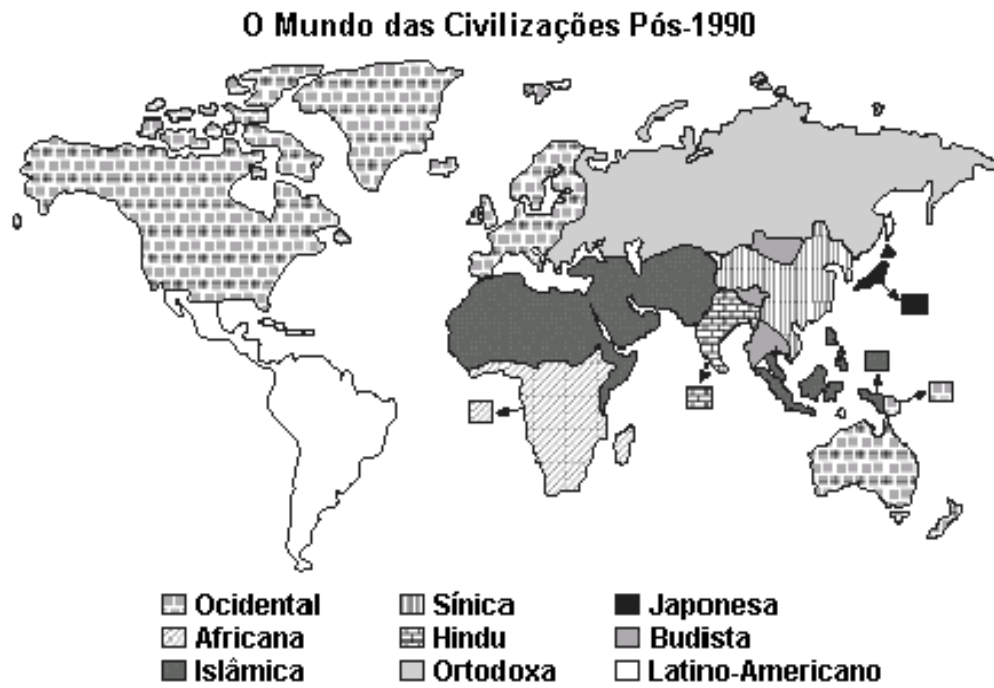 O Mundo das Civilizações Pós-1990
Ocidental Sínica Japonesa
Africana Hindu Budista
Islâmica Ortodoxa Latino-Americano